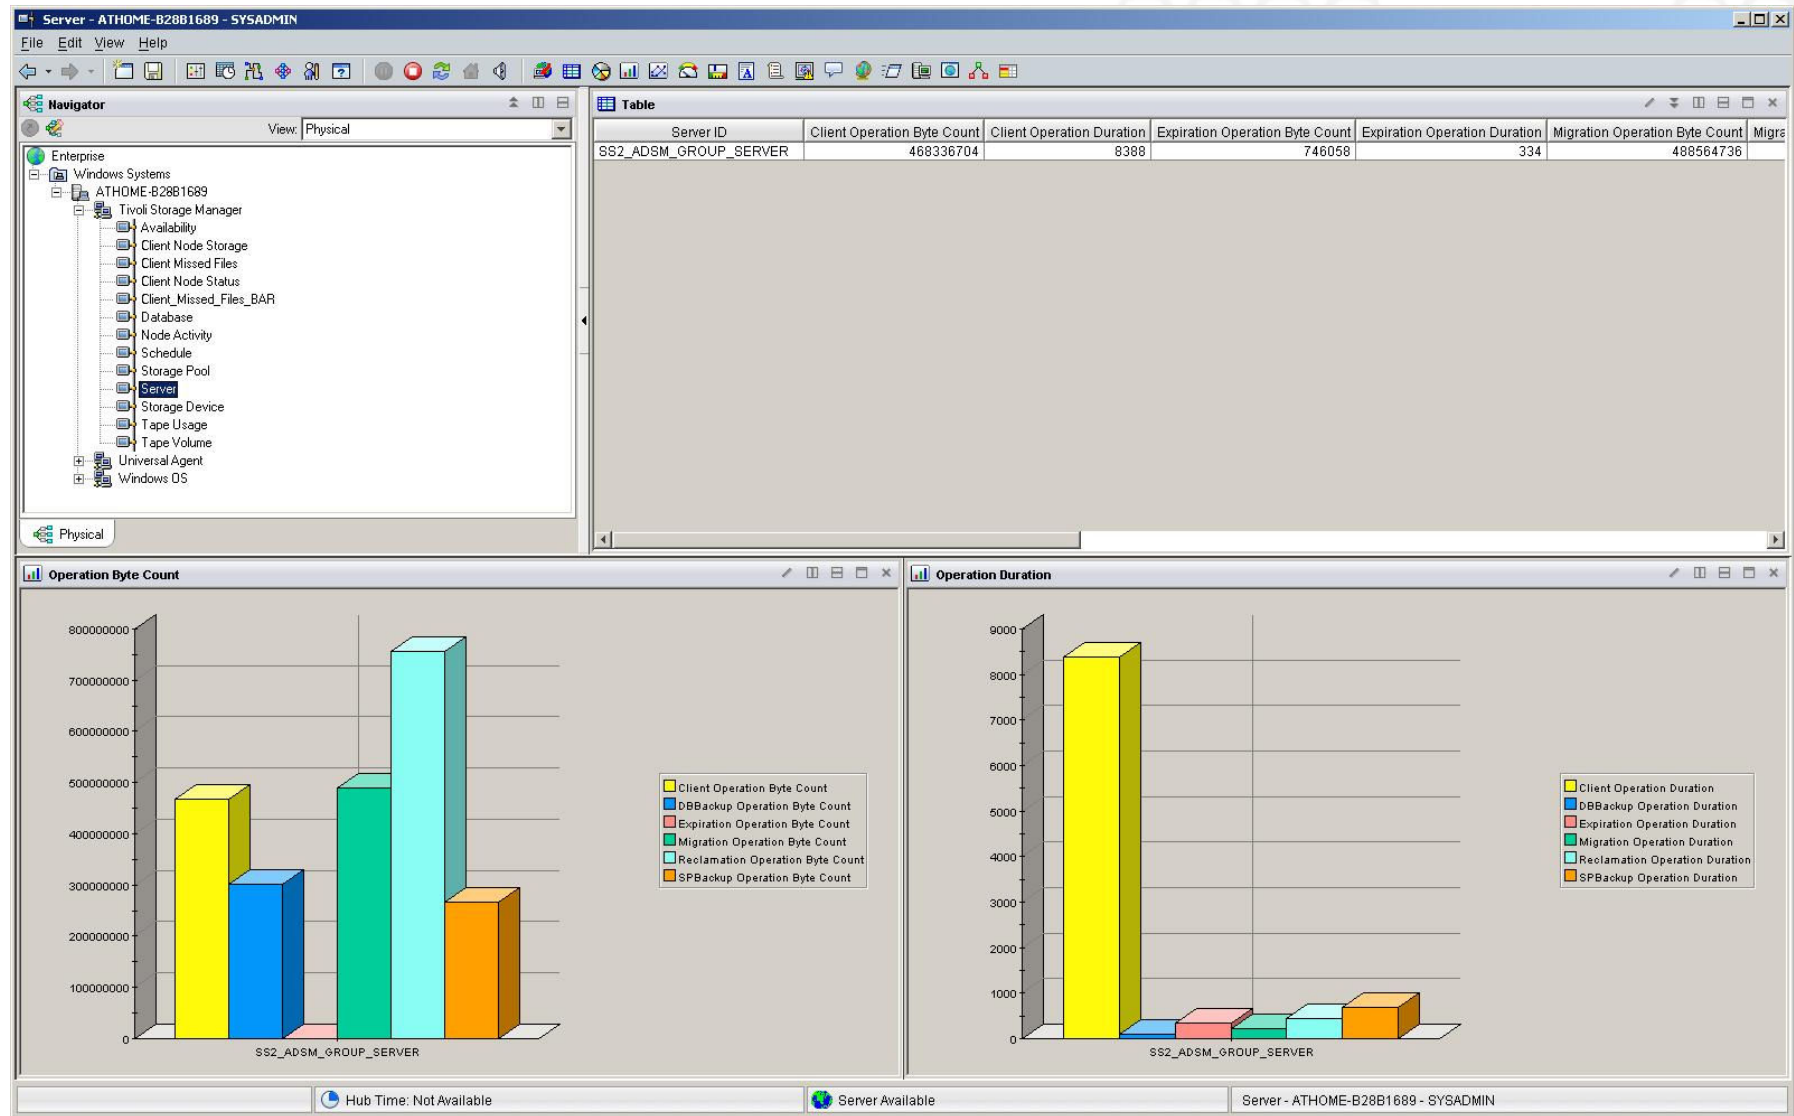 Server - ATHOME-B28B1689 - SYSADMIN
File Edit View Help
Navigator
View: Physical
Enterprise
Windows Systems
ATHOME-B28B1689
Tivoli Storage Manager
Availability
Client Node Storage
Client Missed Files
Client Node Status
Client_Missed_Files_BAR
Database
Node Activity
Schedule
Storage Pool
Server
Storage Device
Tape Usage
Tape Volume
Universal Agent
Windows OS
Physical
Table
Server ID Client Operation Byte Count Client Operation Duration Expiration Operation Byte Count Expiration Operation Duration Migration Operation Byte Count Migra
SS2_ADSM_GROUP_SERVER 468336704 8388 746058 334 488564736
Operation Byte Count
800000000
700000000
600000000
500000000
400000000
300000000
200000000
100000000
0
SS2_ADSM_GROUP_SERVER
Client Operation Byte Count
DBBackup Operation Byte Count
Expiration Operation Byte Count
Migration Operation Byte Count
Reclamation Operation Byte Count
SPBackup Operation Byte Count
Operation Duration
9000
8000
7000
6000
5000
4000
3000
2000
1000
0
SS2_ADSM_GROUP_SERVER
Client Operation Duration
DBBackup Operation Duration
Expiration Operation Duration
Migration Operation Duration
Reclamation Operation Duration
SPBackup Operation Duration
Hub Time: Not Available
Server Available
Server - ATHOME-B28B1689 - SYSADMIN